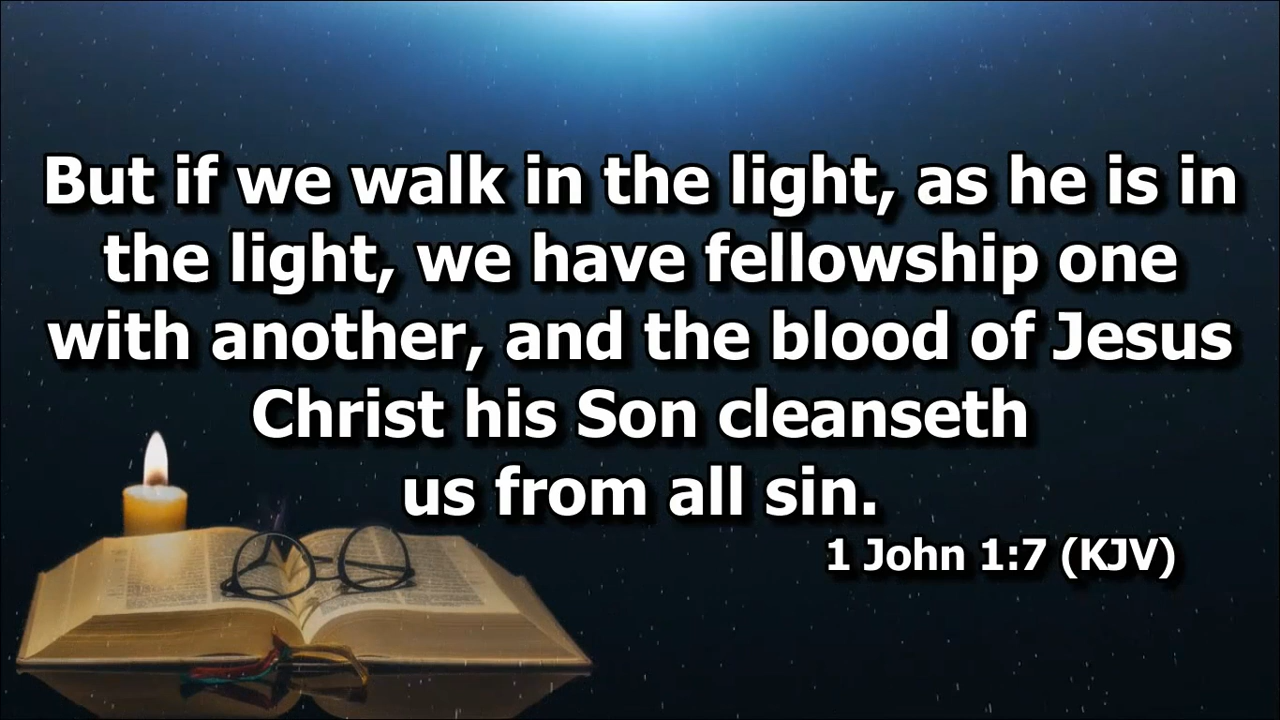 But if we walk in the light, as he is in
the light, we have fellowship one
with another, and the blood of Jesus
Christ his Son cleanseth
us from all sin.
1 John 1:7 (KJV)